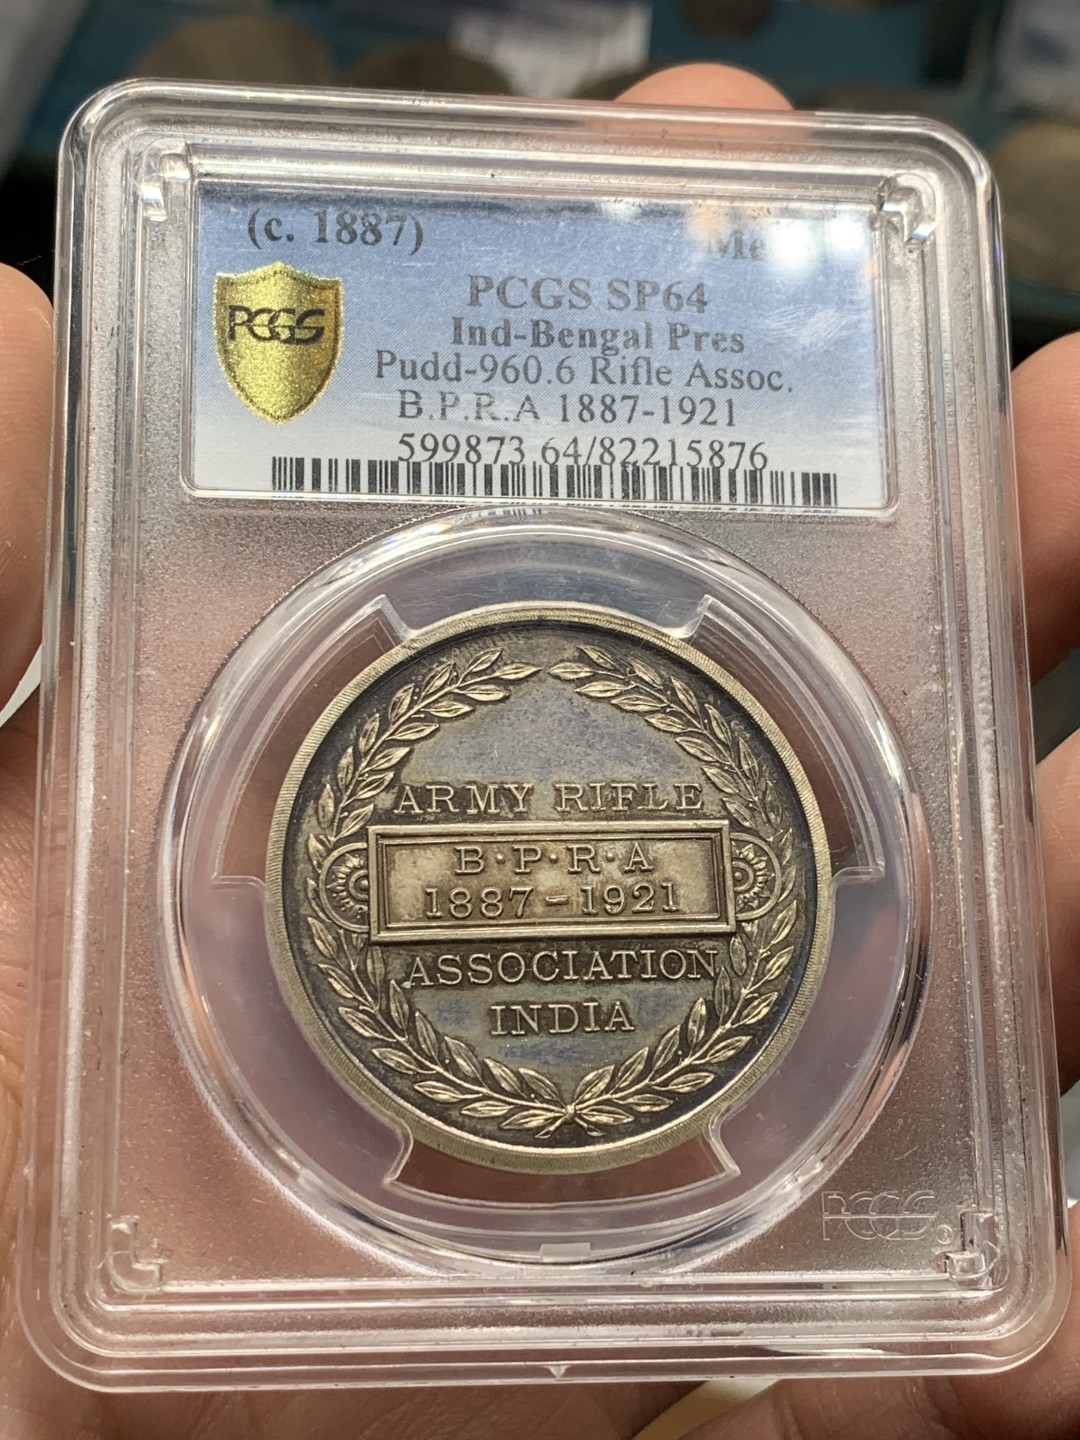 (c. 1887)
PCGS SP64
Ind-Bengal Pres
Pudd-960.6 Rifle Assoc.
B.P.R.A 1887-1921
599873.64/82215876
PCGS
ARMY RIFLE
B·P·R·A
1887-1921
ASSOCIATION
INDIA
PCGS